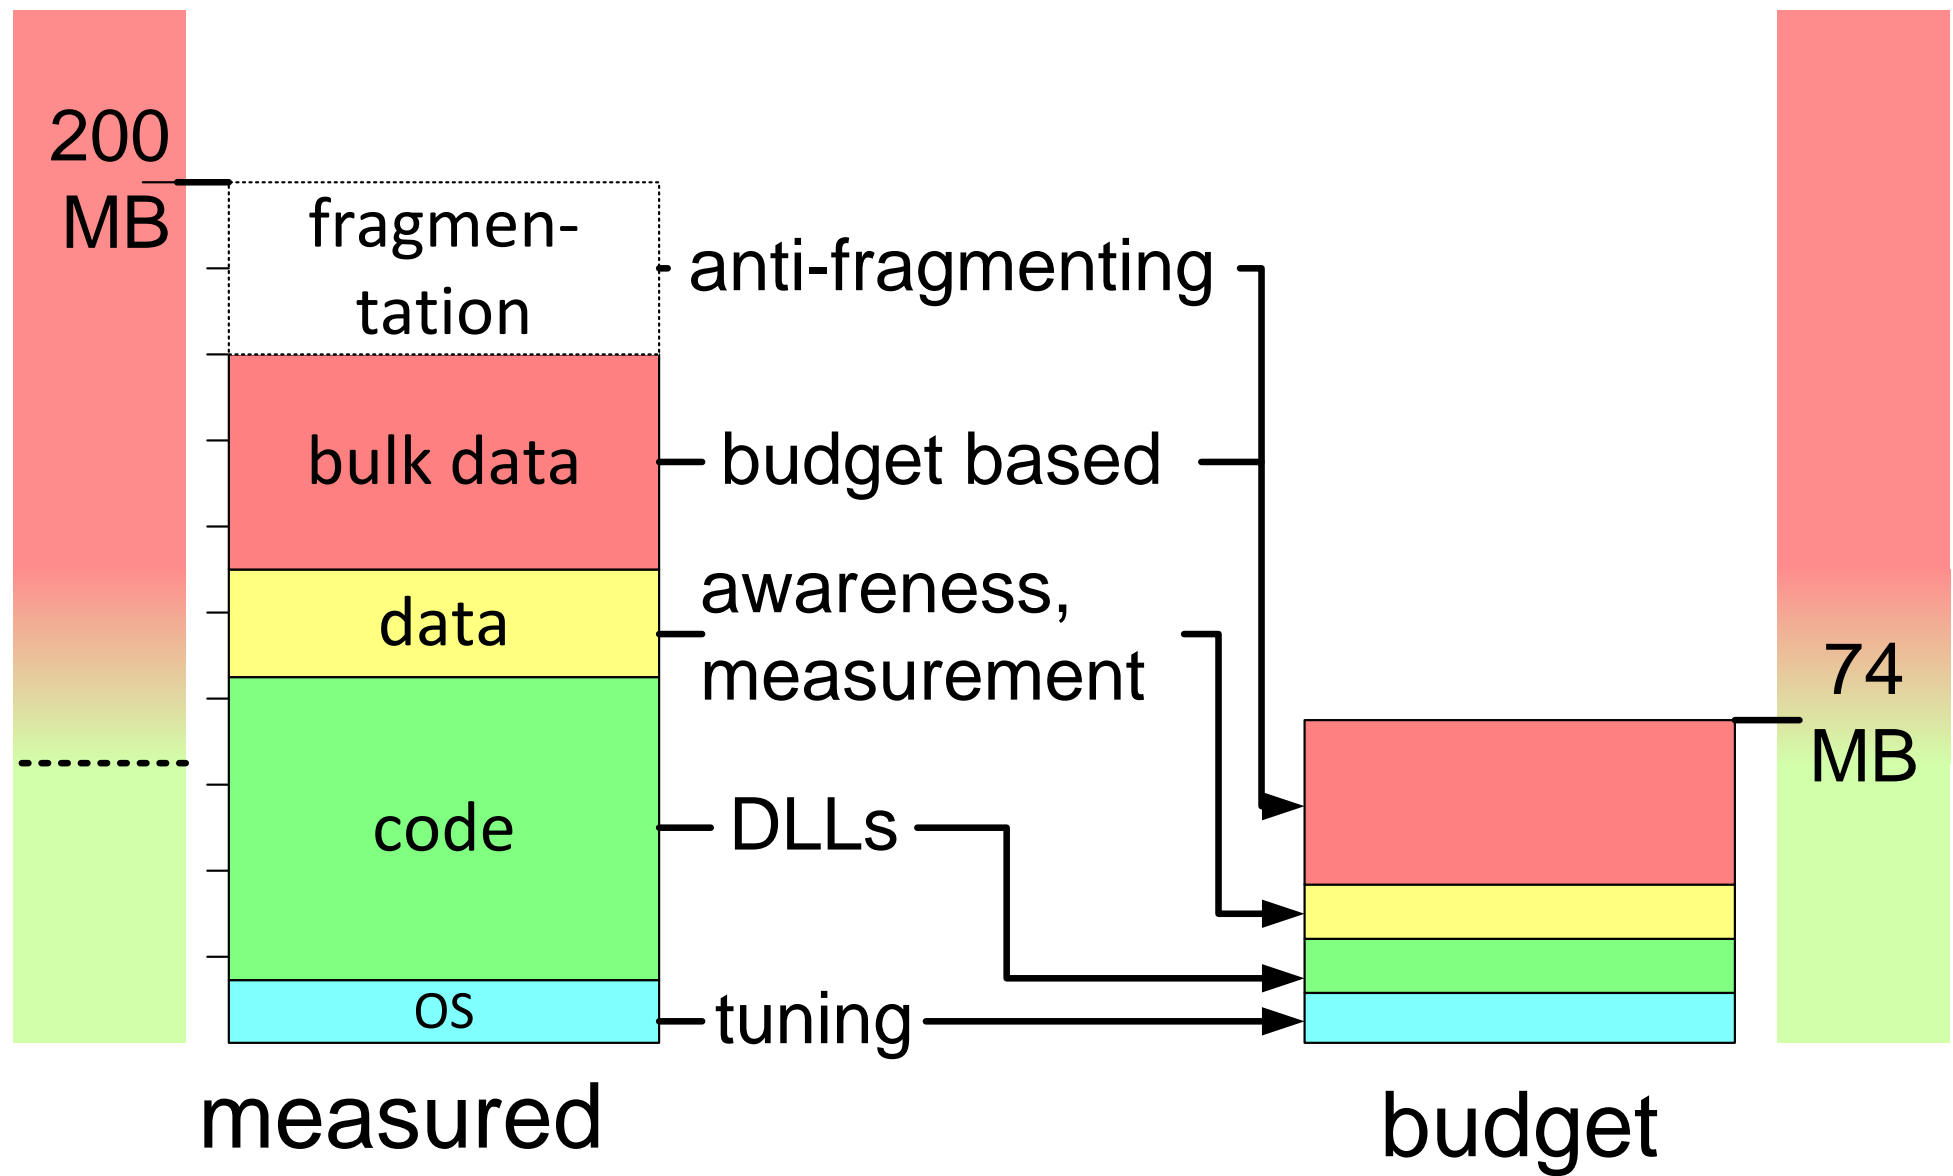 200
MB
fragmen-
tation
anti-fragmenting
bulk data
budget based
data
awareness,
measurement
74
MB
code
DLLs
OS
tuning
measured
budget